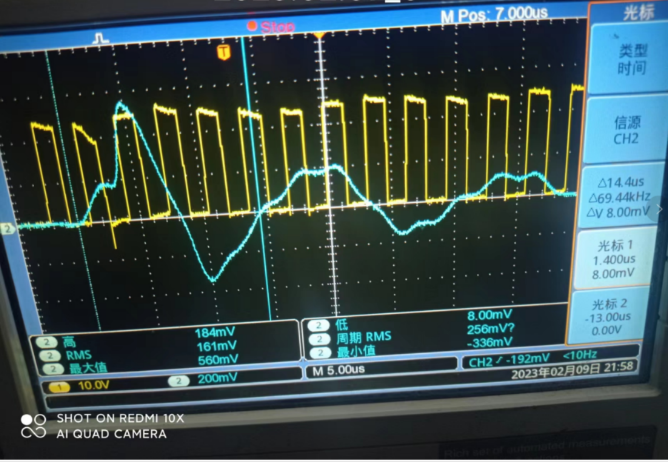 Stop
M Pos: 7.000us
光标
T
类型
时间
信源
CH2
△14.4us
△69.44kHz
△V 8.00mV
光标 1
1.400us
8.00mV
光标 2
-13.00us
0.00V
2
2 高 184mV
2 RMS 161mV
2 最大值 560mV
2 低 8.00mV
2 周期 RMS 256mV?
2 最小值 -336mV
1 10.0V
2 200mV
M 5.00us
CH2 -192mV <10Hz
2023年02月09日 21:58
SHOT ON REDMI 10X
AI QUAD CAMERA